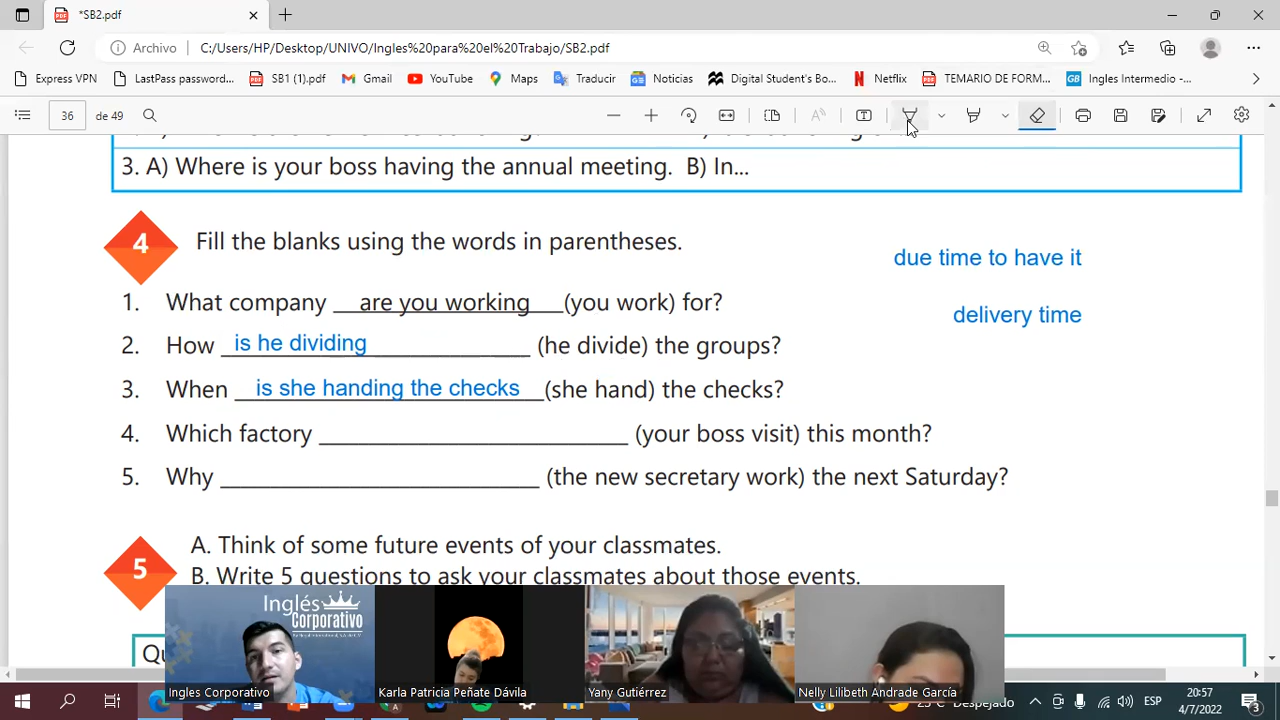 *SB2.pdf
Archivo
C:/Users/HP/Desktop/UNIVO/Ingles%20para%20el%20Trabajo/SB2.pdf
Express VPN
LastPass password...
SB1 (1).pdf
Gmail
YouTube
Maps
Traducir
Noticias
Digital Student's Bo...
Netflix
TEMARIO DE FORM...
Ingles Intermedio -...
36 de 49
3. A) Where is your boss having the annual meeting. B) In...
4 Fill the blanks using the words in parentheses.
due time to have it
1. What company __are you working___(you work) for?
delivery time
2. How is he dividing (he divide) the groups?
3. When is she handing the checks (she hand) the checks?
4. Which factory ________________________ (your boss visit) this month?
5. Why _________________________ (the new secretary work) the next Saturday?
5 A. Think of some future events of your classmates.
B. Write 5 questions to ask your classmates about those events.
Inglés
Corporativo
Ingles Corporativo
Karla Patricia Peñate Dávila
Yany Gutiérrez
Nelly Lilibeth Andrade García
Qu
Despejado
ESP
20:57
4/7/2022